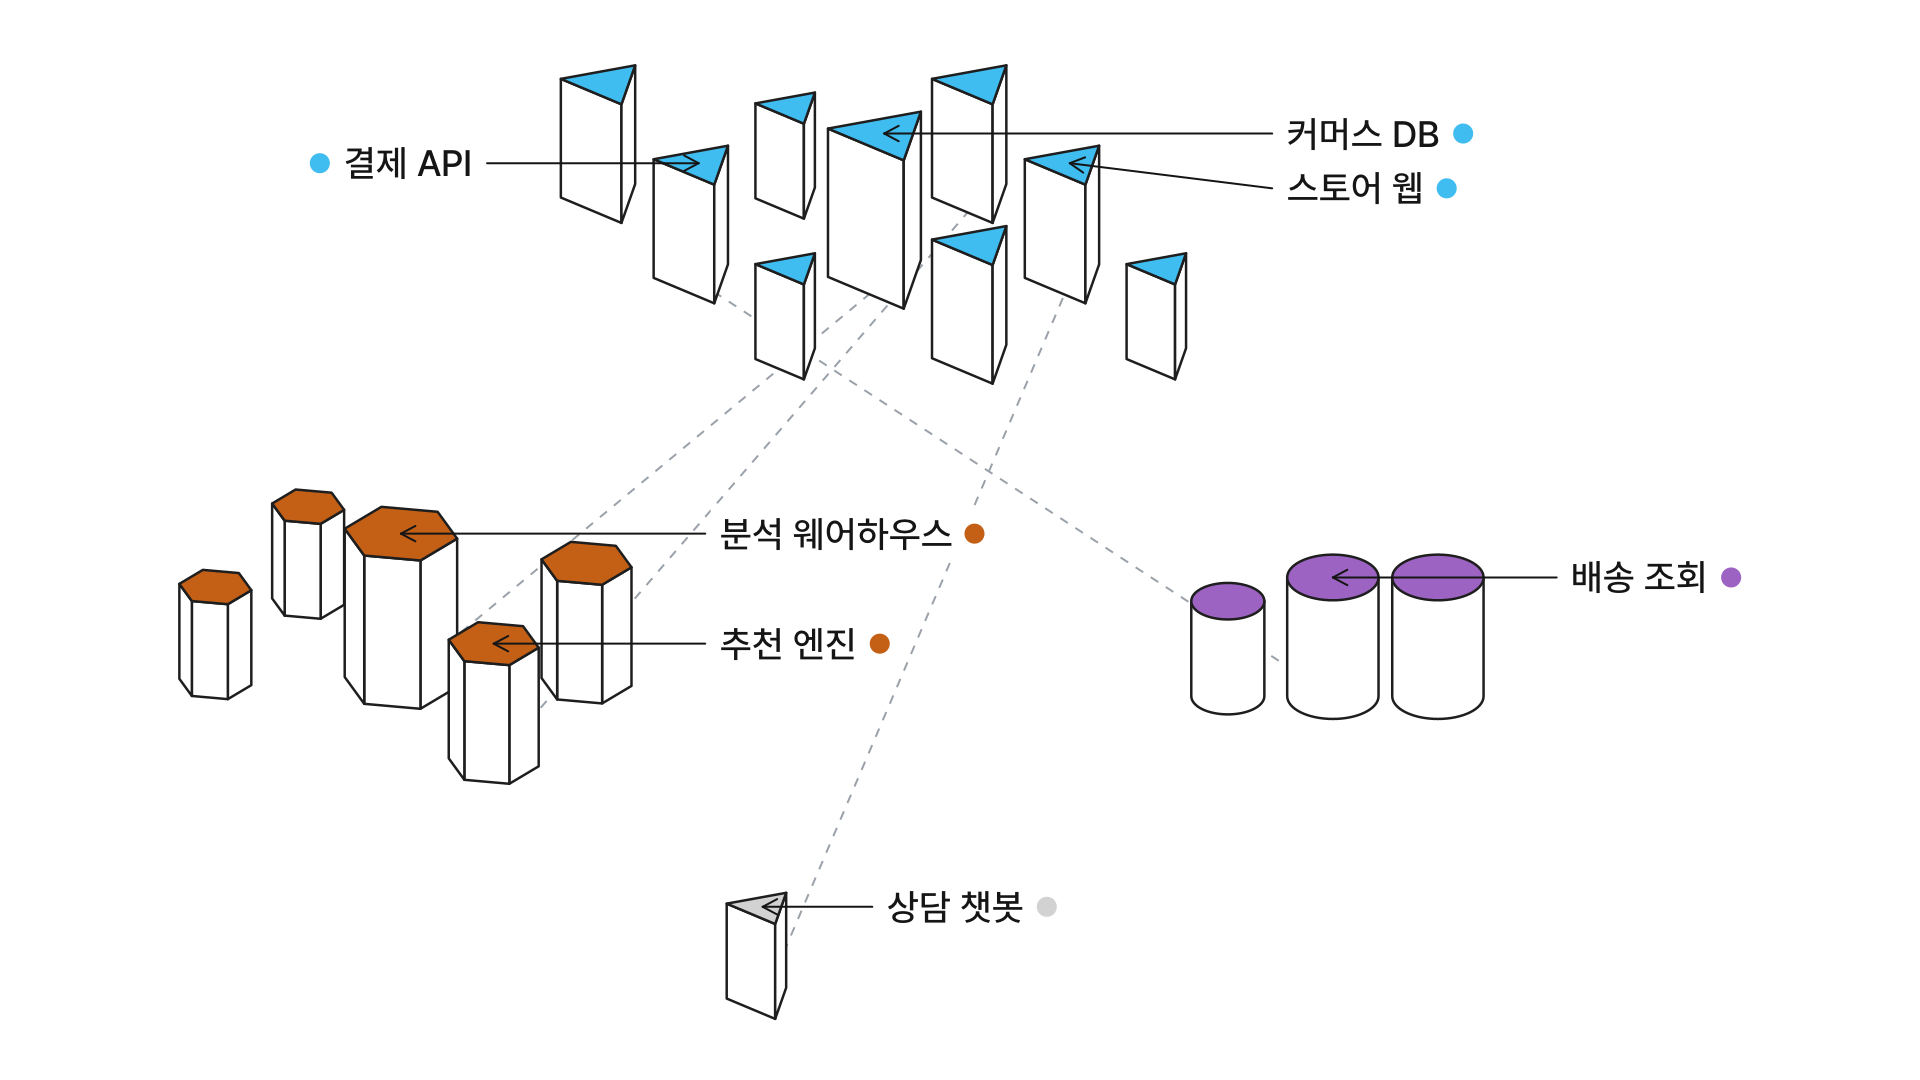 커머스 DB
결제 API
스토어 웹
분석 웨어하우스
배송 조회
추천 엔진
상담 챗봇